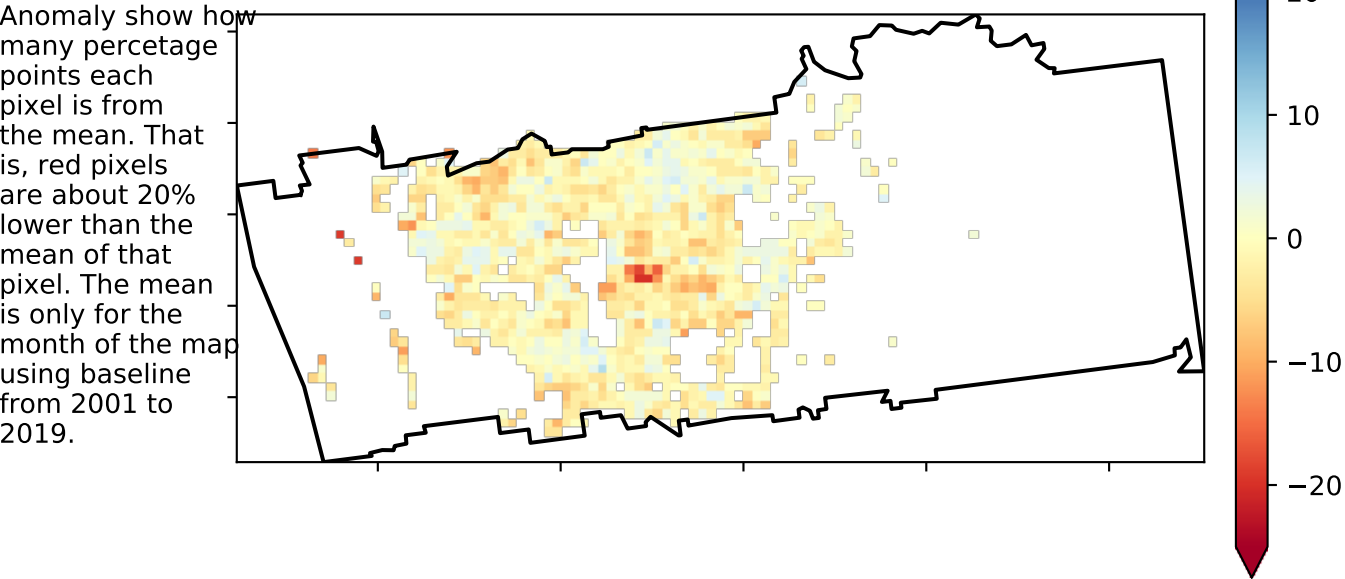 Anomaly show how
many percetage
points each
pixel is from
the mean. That
is, red pixels
are about 20%
lower than the
mean of that
pixel. The mean
is only for the
month of the map
using baseline
from 2001 to
2019.
10
0
−10
−20